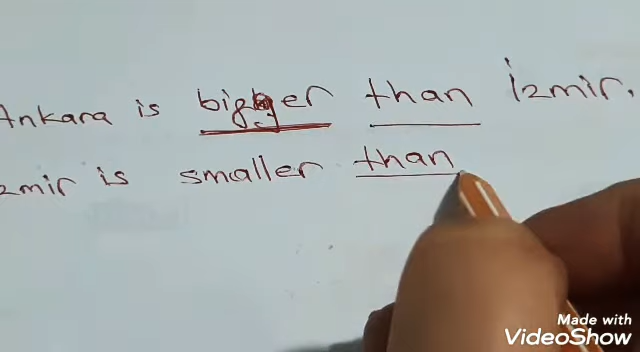 Ankara is bigger than İzmir.
zmir is smaller than
Made with
VideoShow